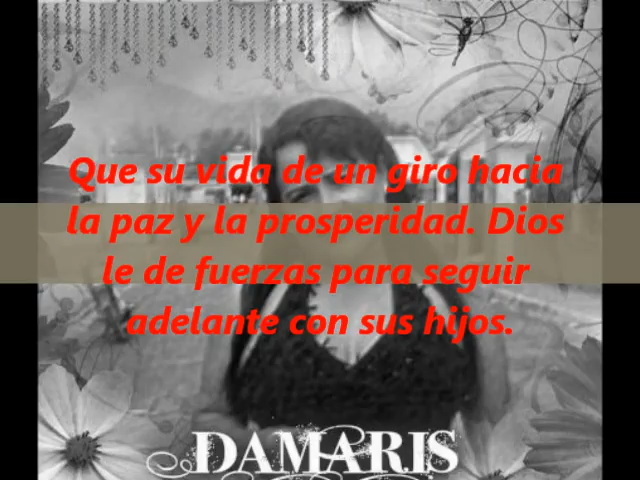 Que su vida de un giro hacia
la paz y la prosperidad. Dios
le de fuerzas para seguir
adelante con sus hijos.
DAMARIS